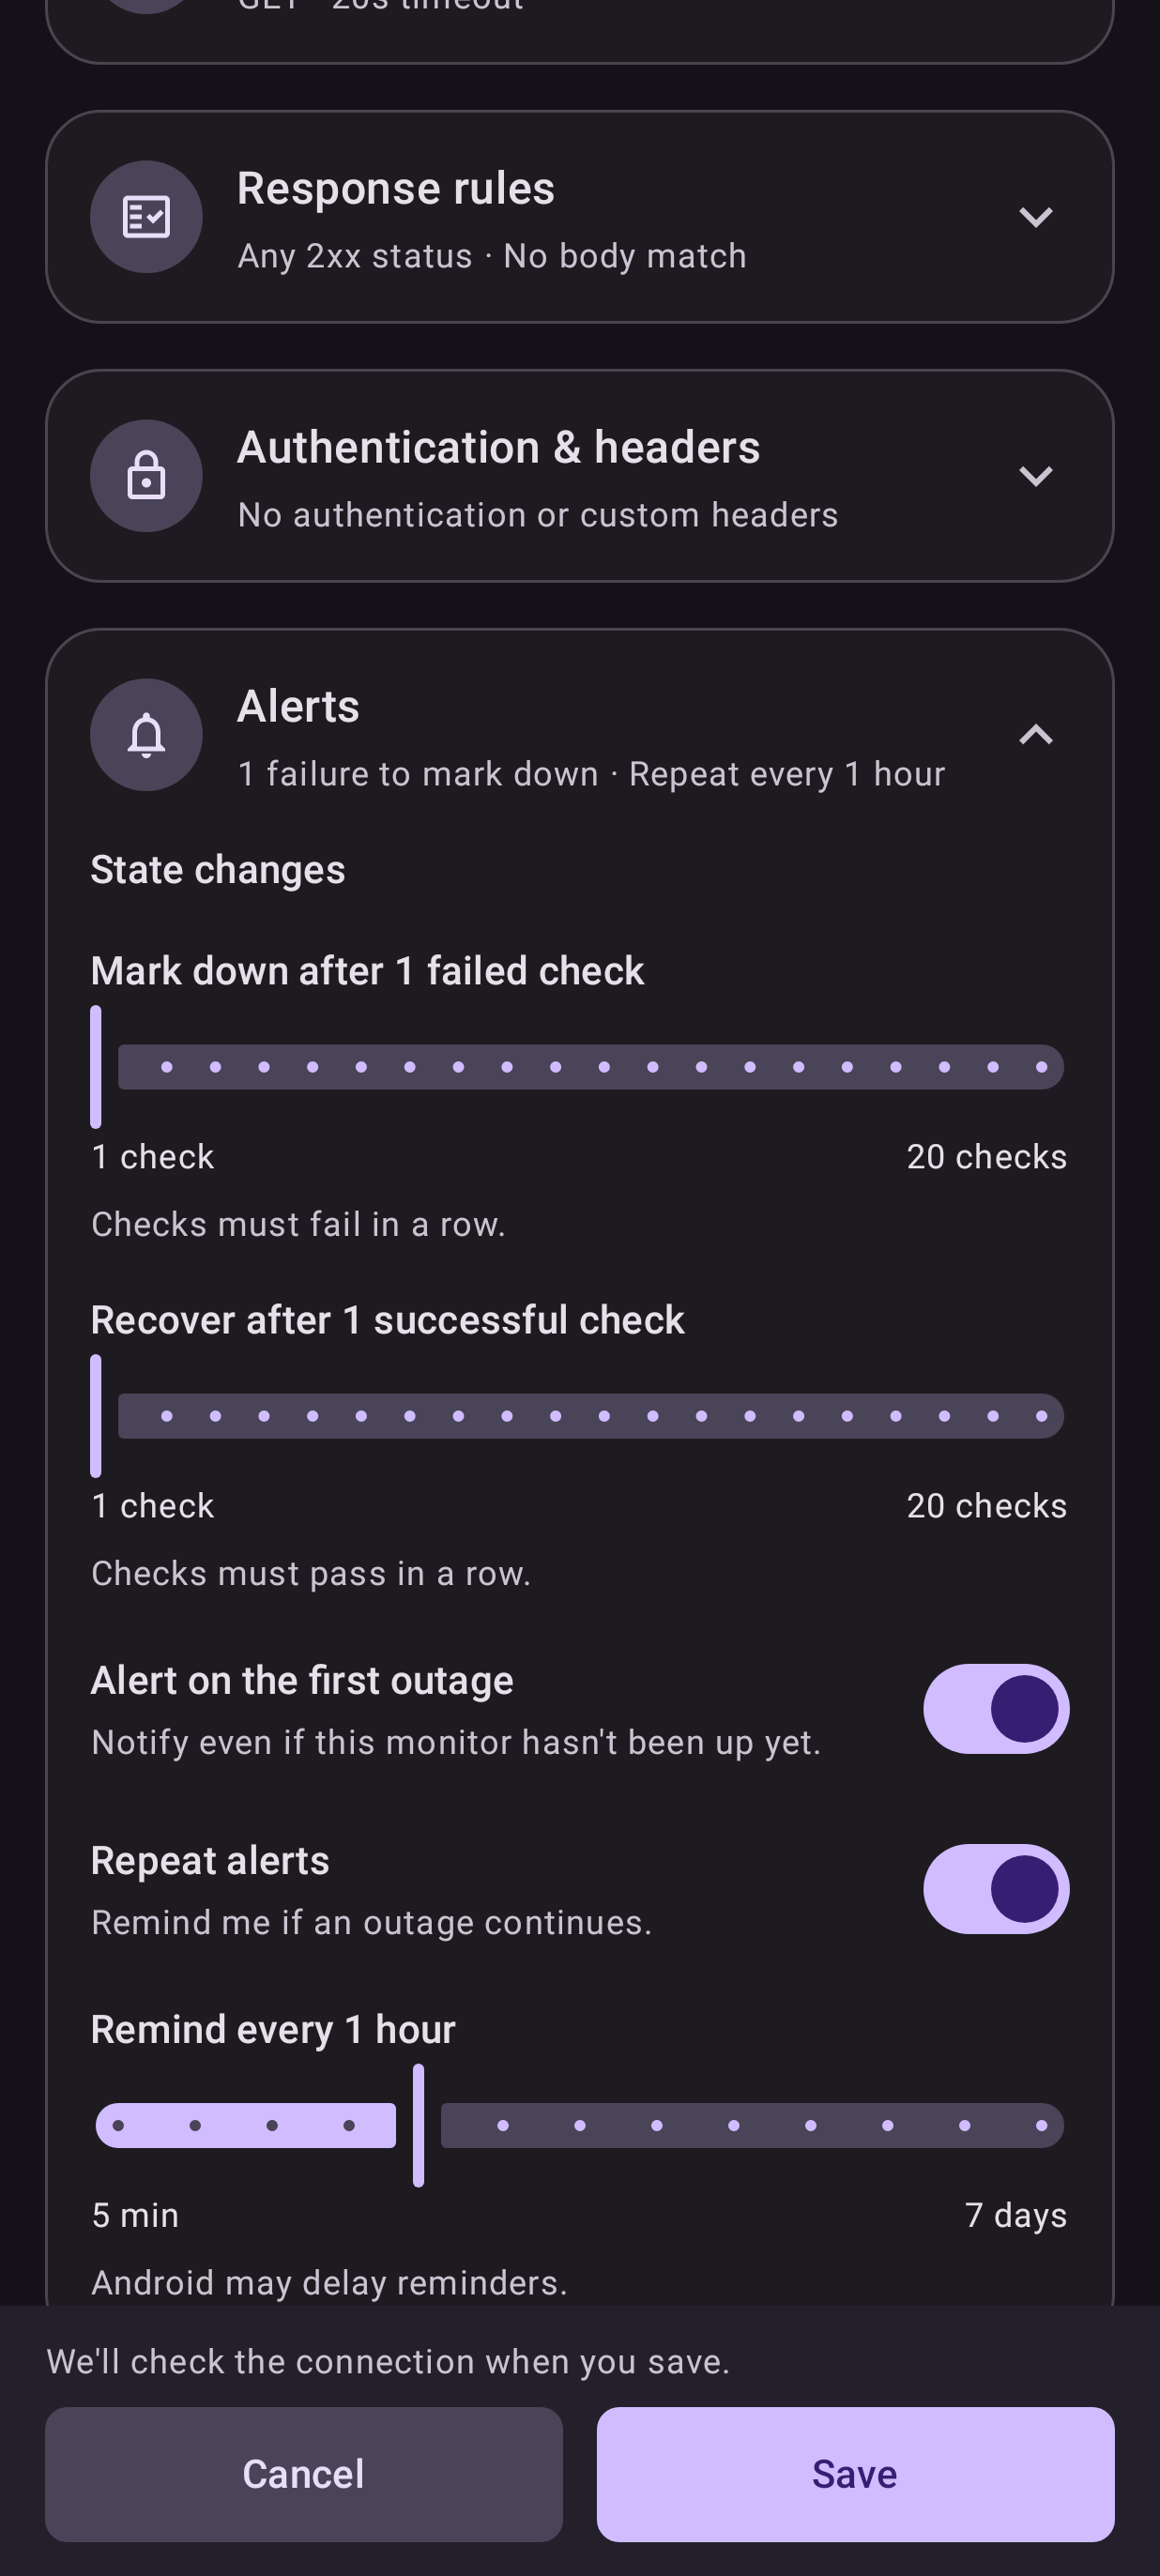 GET · 20s timeout
Response rules
Any 2xx status · No body match
Authentication & headers
No authentication or custom headers
Alerts
1 failure to mark down · Repeat every 1 hour
State changes
Mark down after 1 failed check
1 check
20 checks
Checks must fail in a row.
Recover after 1 successful check
1 check
20 checks
Checks must pass in a row.
Alert on the first outage
Notify even if this monitor hasn't been up yet.
Repeat alerts
Remind me if an outage continues.
Remind every 1 hour
5 min
7 days
Android may delay reminders.
We'll check the connection when you save.
Cancel
Save